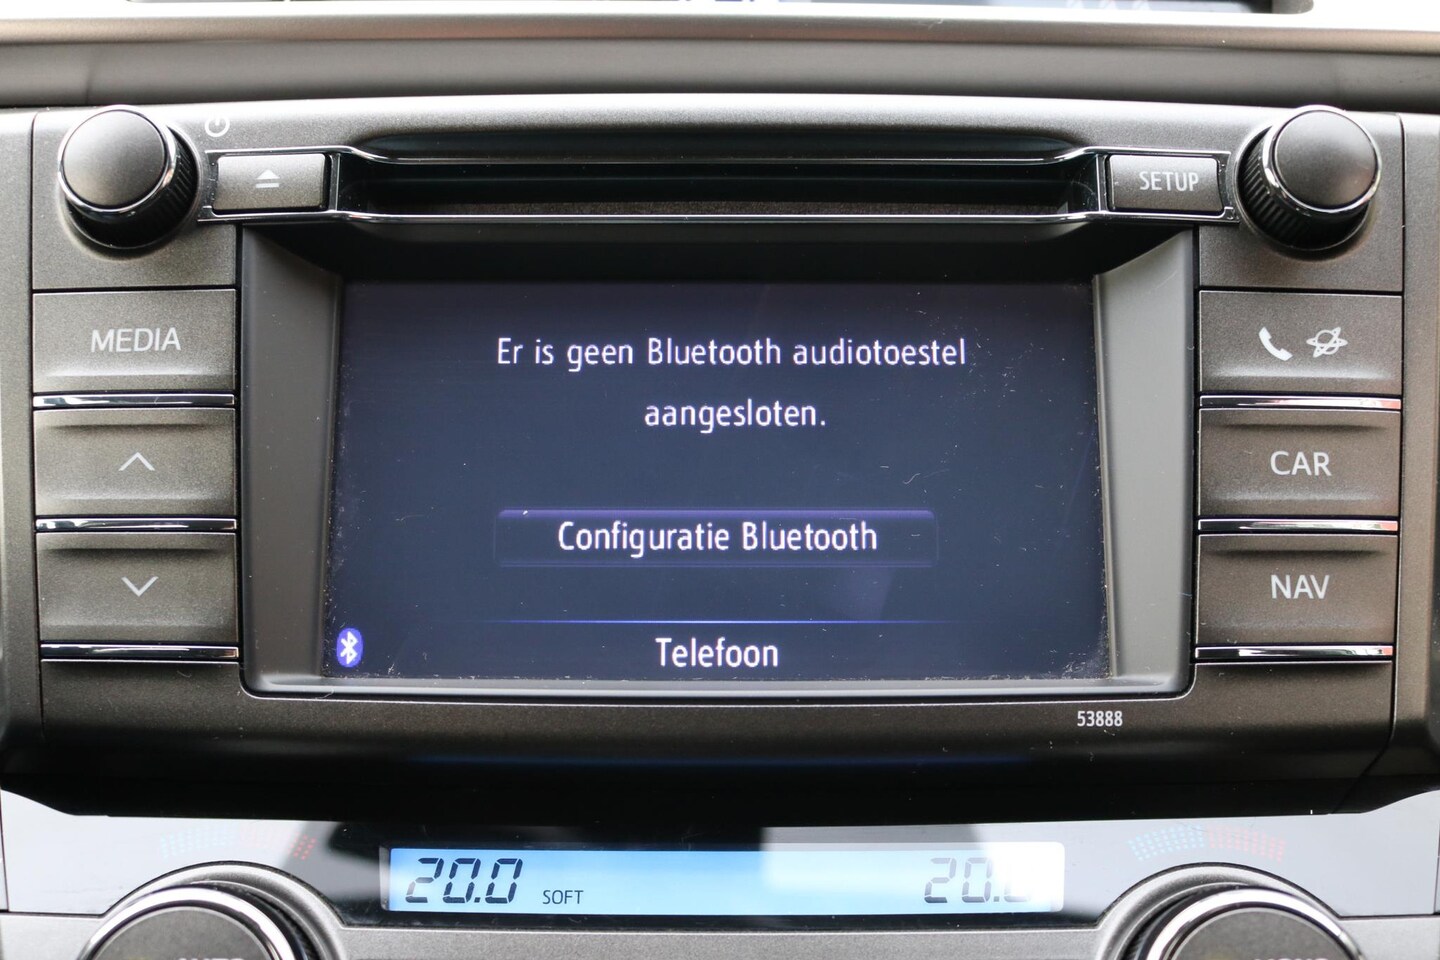 SETUP
MEDIA
Er is geen Bluetooth audiotoestel
aangesloten.
CAR
Configuratie Bluetooth
NAV
Telefoon
53888
20.0 SOFT